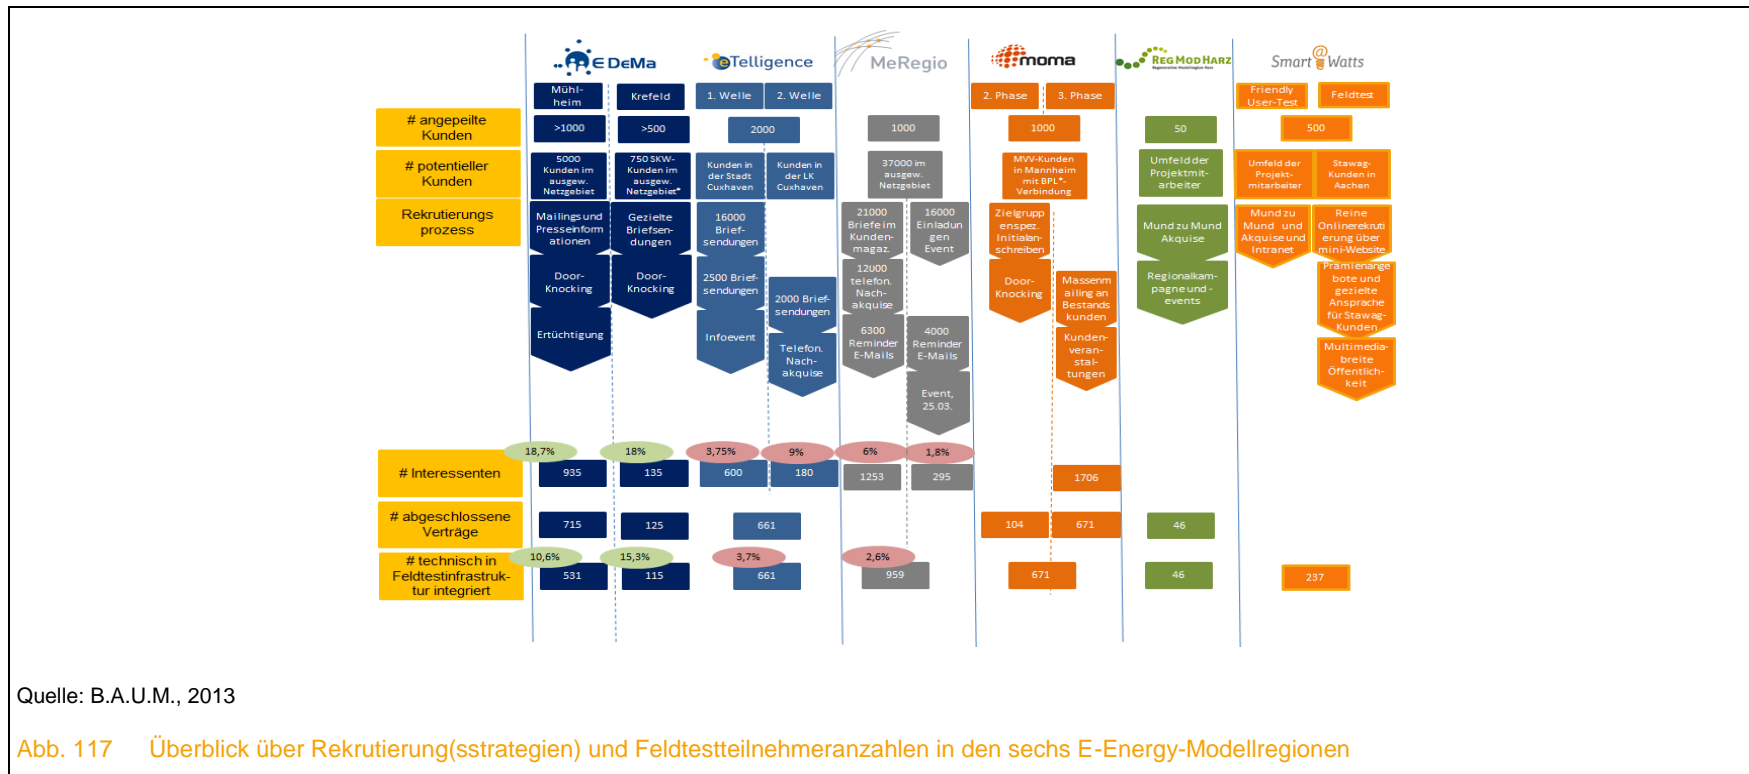 E DeMa
eTelligence
MeRegio
moma
REGMODHARZ
Regenerative Modellregion Harz
Smart @ Watts
Mühl-
heim
Krefeld
1. Welle
2. Welle
2. Phase
3. Phase
Friendly
User-Test
Feldtest
# angepeilte
Kunden
>1000
>500
2000
1000
1000
50
500
# potentieller
Kunden
5000
Kunden im
ausgew.
Netzgebiet
750 SKW-
Kunden im
ausgew.
Netzgebiet*
Kunden in
der Stadt
Cuxhaven
Kunden in
der LK
Cuxhaven
37000 im
ausgew.
Netzgebiet
MVV-Kunden
in Mannheim
mit BPL*-
Verbindung
Umfeld der
Projektmit-
arbeiter
Umfeld der
Projekt-
mitarbeiter
Stawag-
Kunden in
Aachen
Rekrutierungs
prozess
Mailings und
Presseinform
ationen
Door-
Knocking
Ertüchtigung
Gezielte
Briefsen-
dungen
Door-
Knocking
16000
Brief-
sendungen
2500 Brief-
sendungen
Infoevent
2000 Brief-
sendungen
Telefon.
Nach-
akquise
21000
Briefe im
Kunden-
magaz.
12000
telefon.
Nach-
akquise
6300
Reminder
E-Mails
16000
Einladun
gen
Event
4000
Reminder
E-Mails
Event,
25.03.
Zielgrupp
enspez.
Initialan-
schreiben
Door-
Knocking
Massenm
ailing an
Bestands
kunden
Kunden-
veran-
stal-
tungen
Mund zu Mund
Akquise
Regionalkam-
pagne und -
events
Mund zu
Mund und
Akquise und
Intranet
Reine
Onlinerekruti
erung über
mini-Website
Prämienange
bote und
gezielte
Ansprache
für Stawag-
Kunden
Multimedia-
breite
Öffentlich-
keit
# Interessenten
18,7%
935
18%
135
3,75%
600
9%
180
6%
1253
1,8%
295
1706
# abgeschlossene
Verträge
715
125
661
104
671
46
# technisch in
Feldtestinfrastruk-
tur integriert
10,6%
531
15,3%
115
3,7%
661
2,6%
959
671
46
237
Quelle: B.A.U.M., 2013
Abb. 117 Überblick über Rekrutierung(sstrategien) und Feldtestteilnehmeranzahlen in den sechs E-Energy-Modellregionen